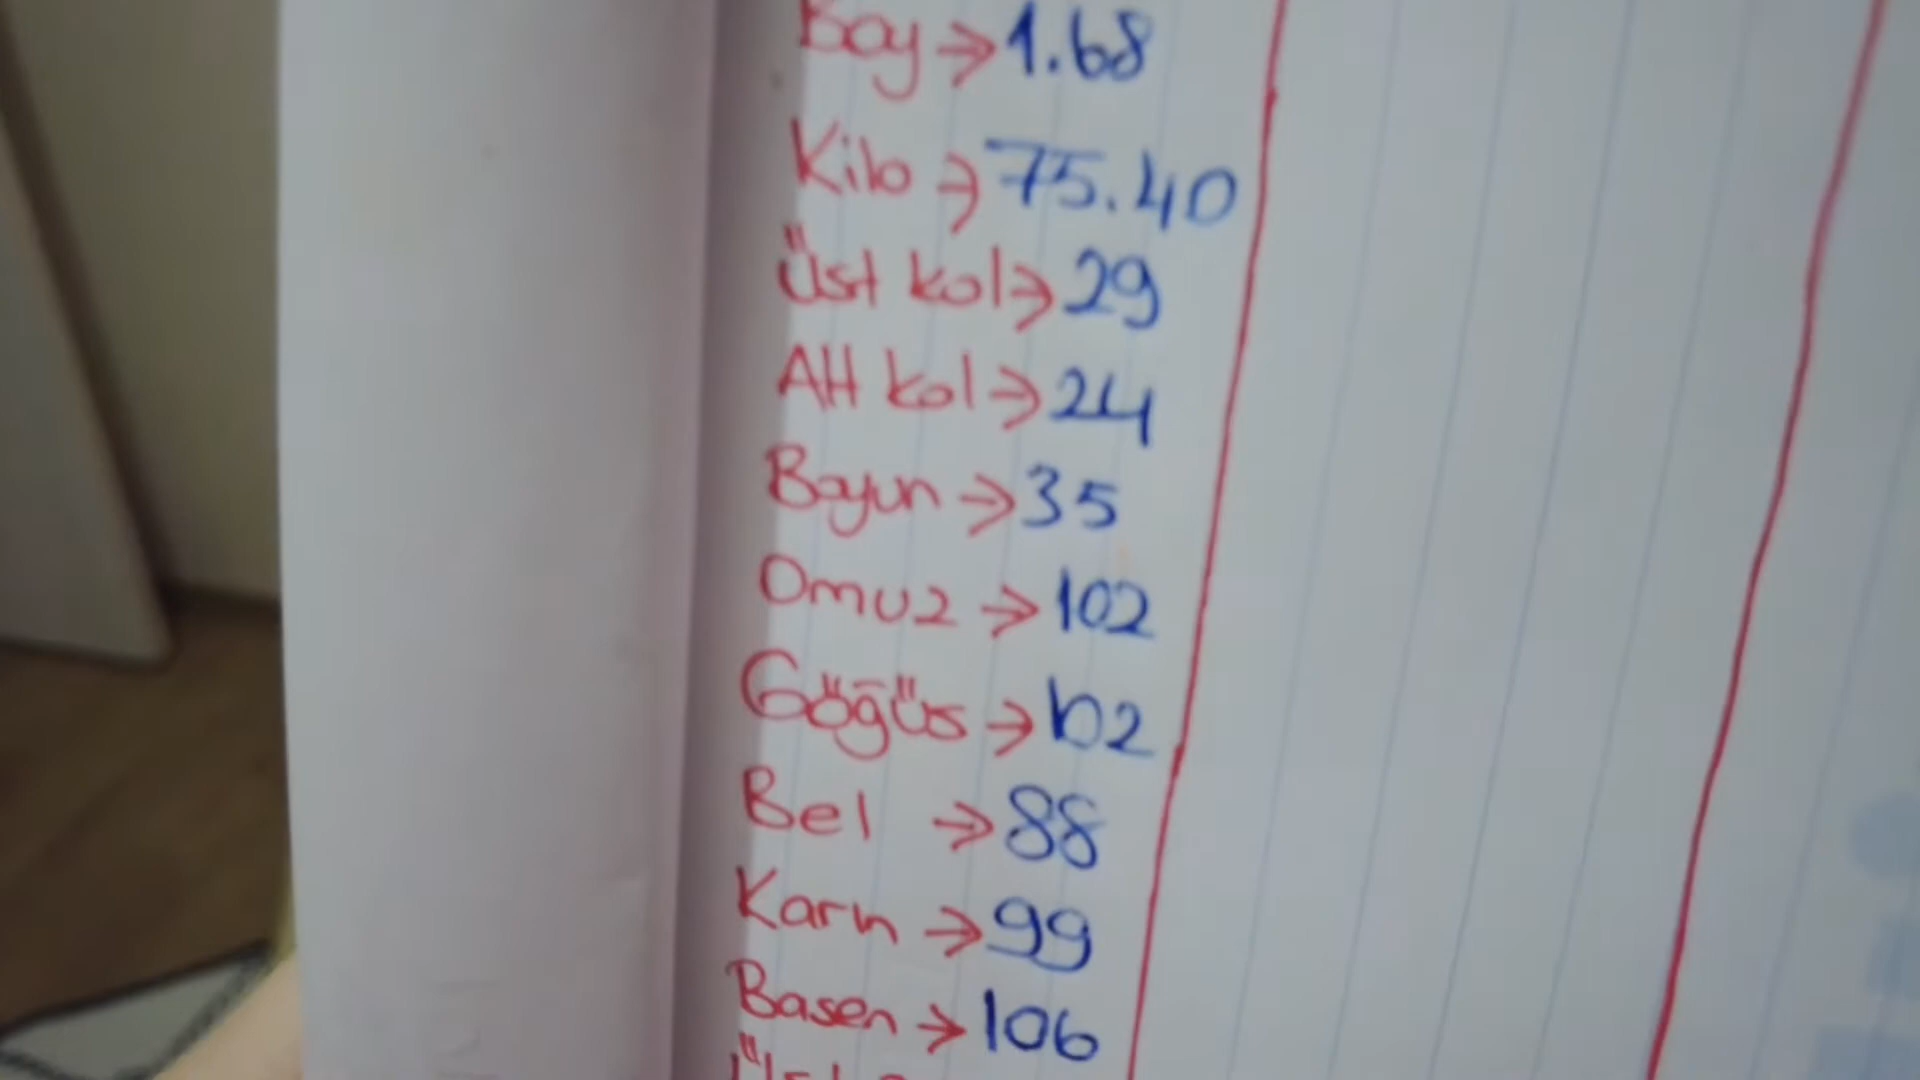 Boy → 1.68
Kilo → 75.40
Üst kol → 29
Alt kol → 24
Boyun → 35
Omuz → 102
Göğüs → 102
Bel → 88
Karn → 99
Basen → 106